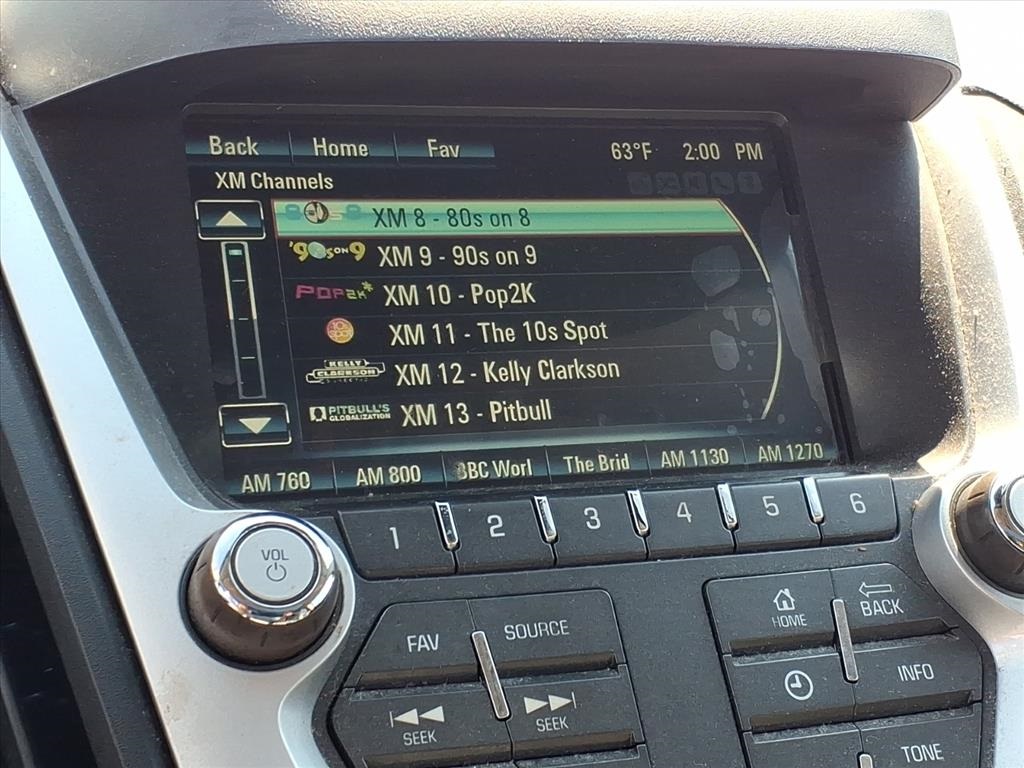 Back Home Fav 63°F 2:00 PM
XM Channels
XM 8 - 80s on 8
'90s ON 9 XM 9 - 90s on 9
POP2K XM 10 - Pop2K
10s SPOT XM 11 - The 10s Spot
KELLY CLARKSON CONNECTION XM 12 - Kelly Clarkson
PITBULL'S GLOBALIZATION XM 13 - Pitbull
AM 760 AM 800 BBC Worl The Brid AM 1130 AM 1270
1 2 3 4 5 6
VOL
FAV SOURCE HOME BACK
INFO
SEEK SEEK
TONE